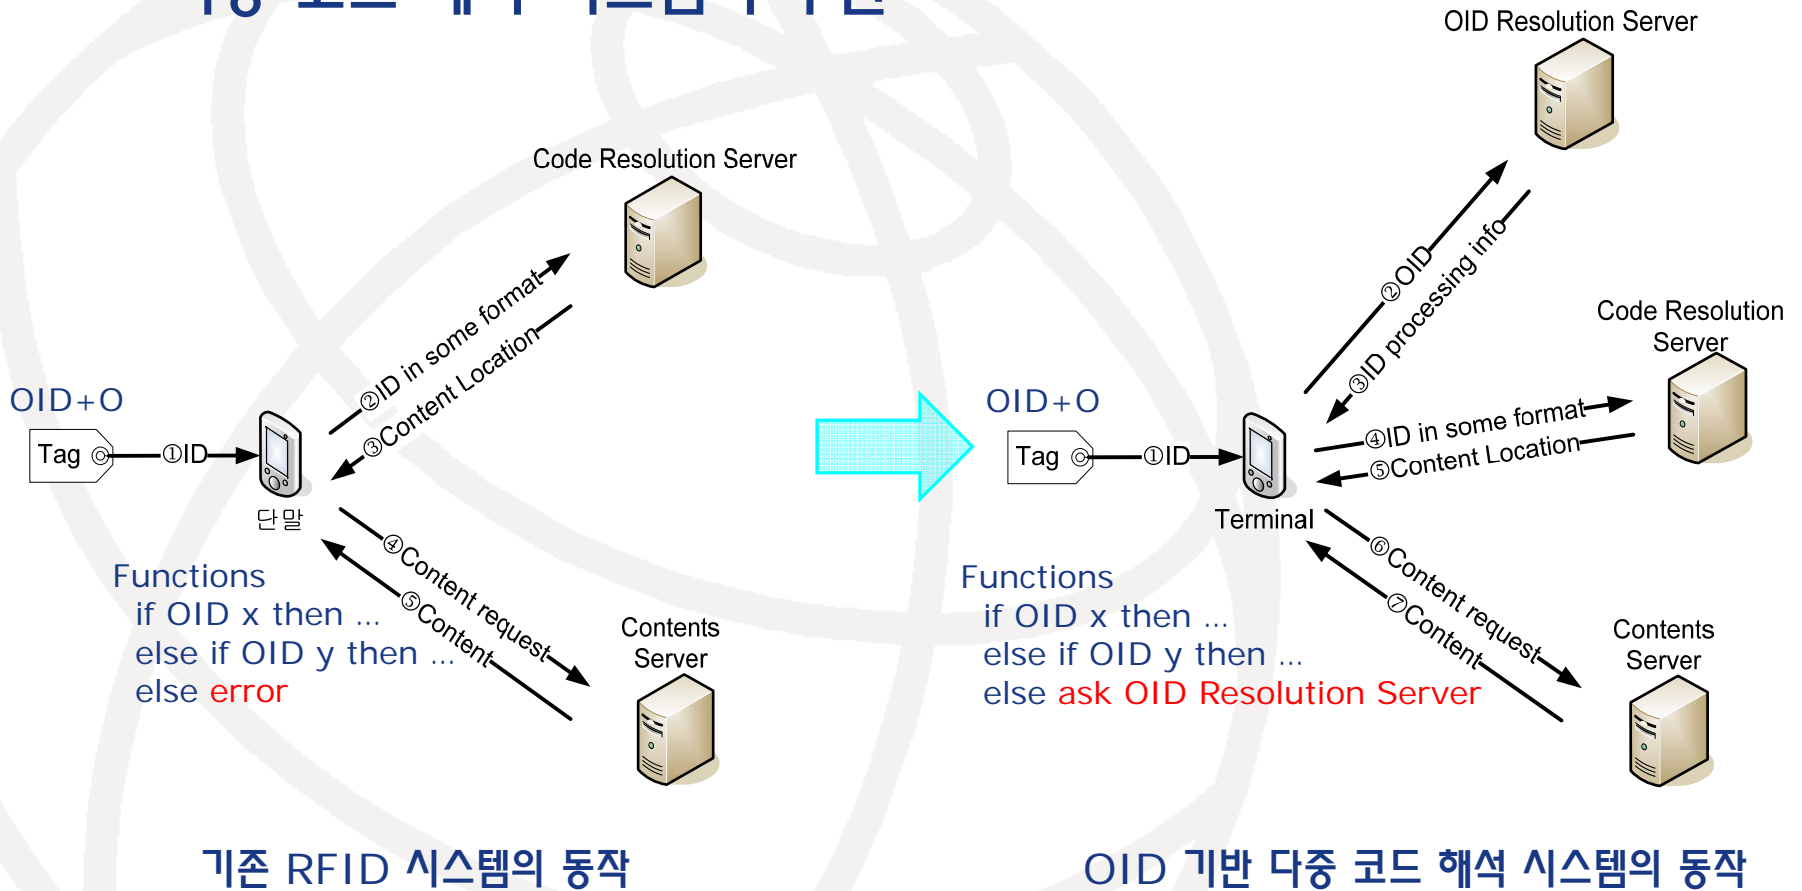 OID Resolution Server
Code Resolution Server
②ID in some format
③Content Location
OID+O
Tag
①ID
단말
④Content request
⑤Content
Functions
if OID x then ...
else if OID y then ...
else error
Contents
Server
기존 RFID 시스템의 동작
②OID
③ID processing info
Code Resolution
Server
OID+O
Tag
①ID
④ID in some format
⑤Content Location
Terminal
⑥Content request
⑦Content
Functions
if OID x then ...
else if OID y then ...
else ask OID Resolution Server
Contents
Server
OID 기반 다중 코드 해석 시스템의 동작